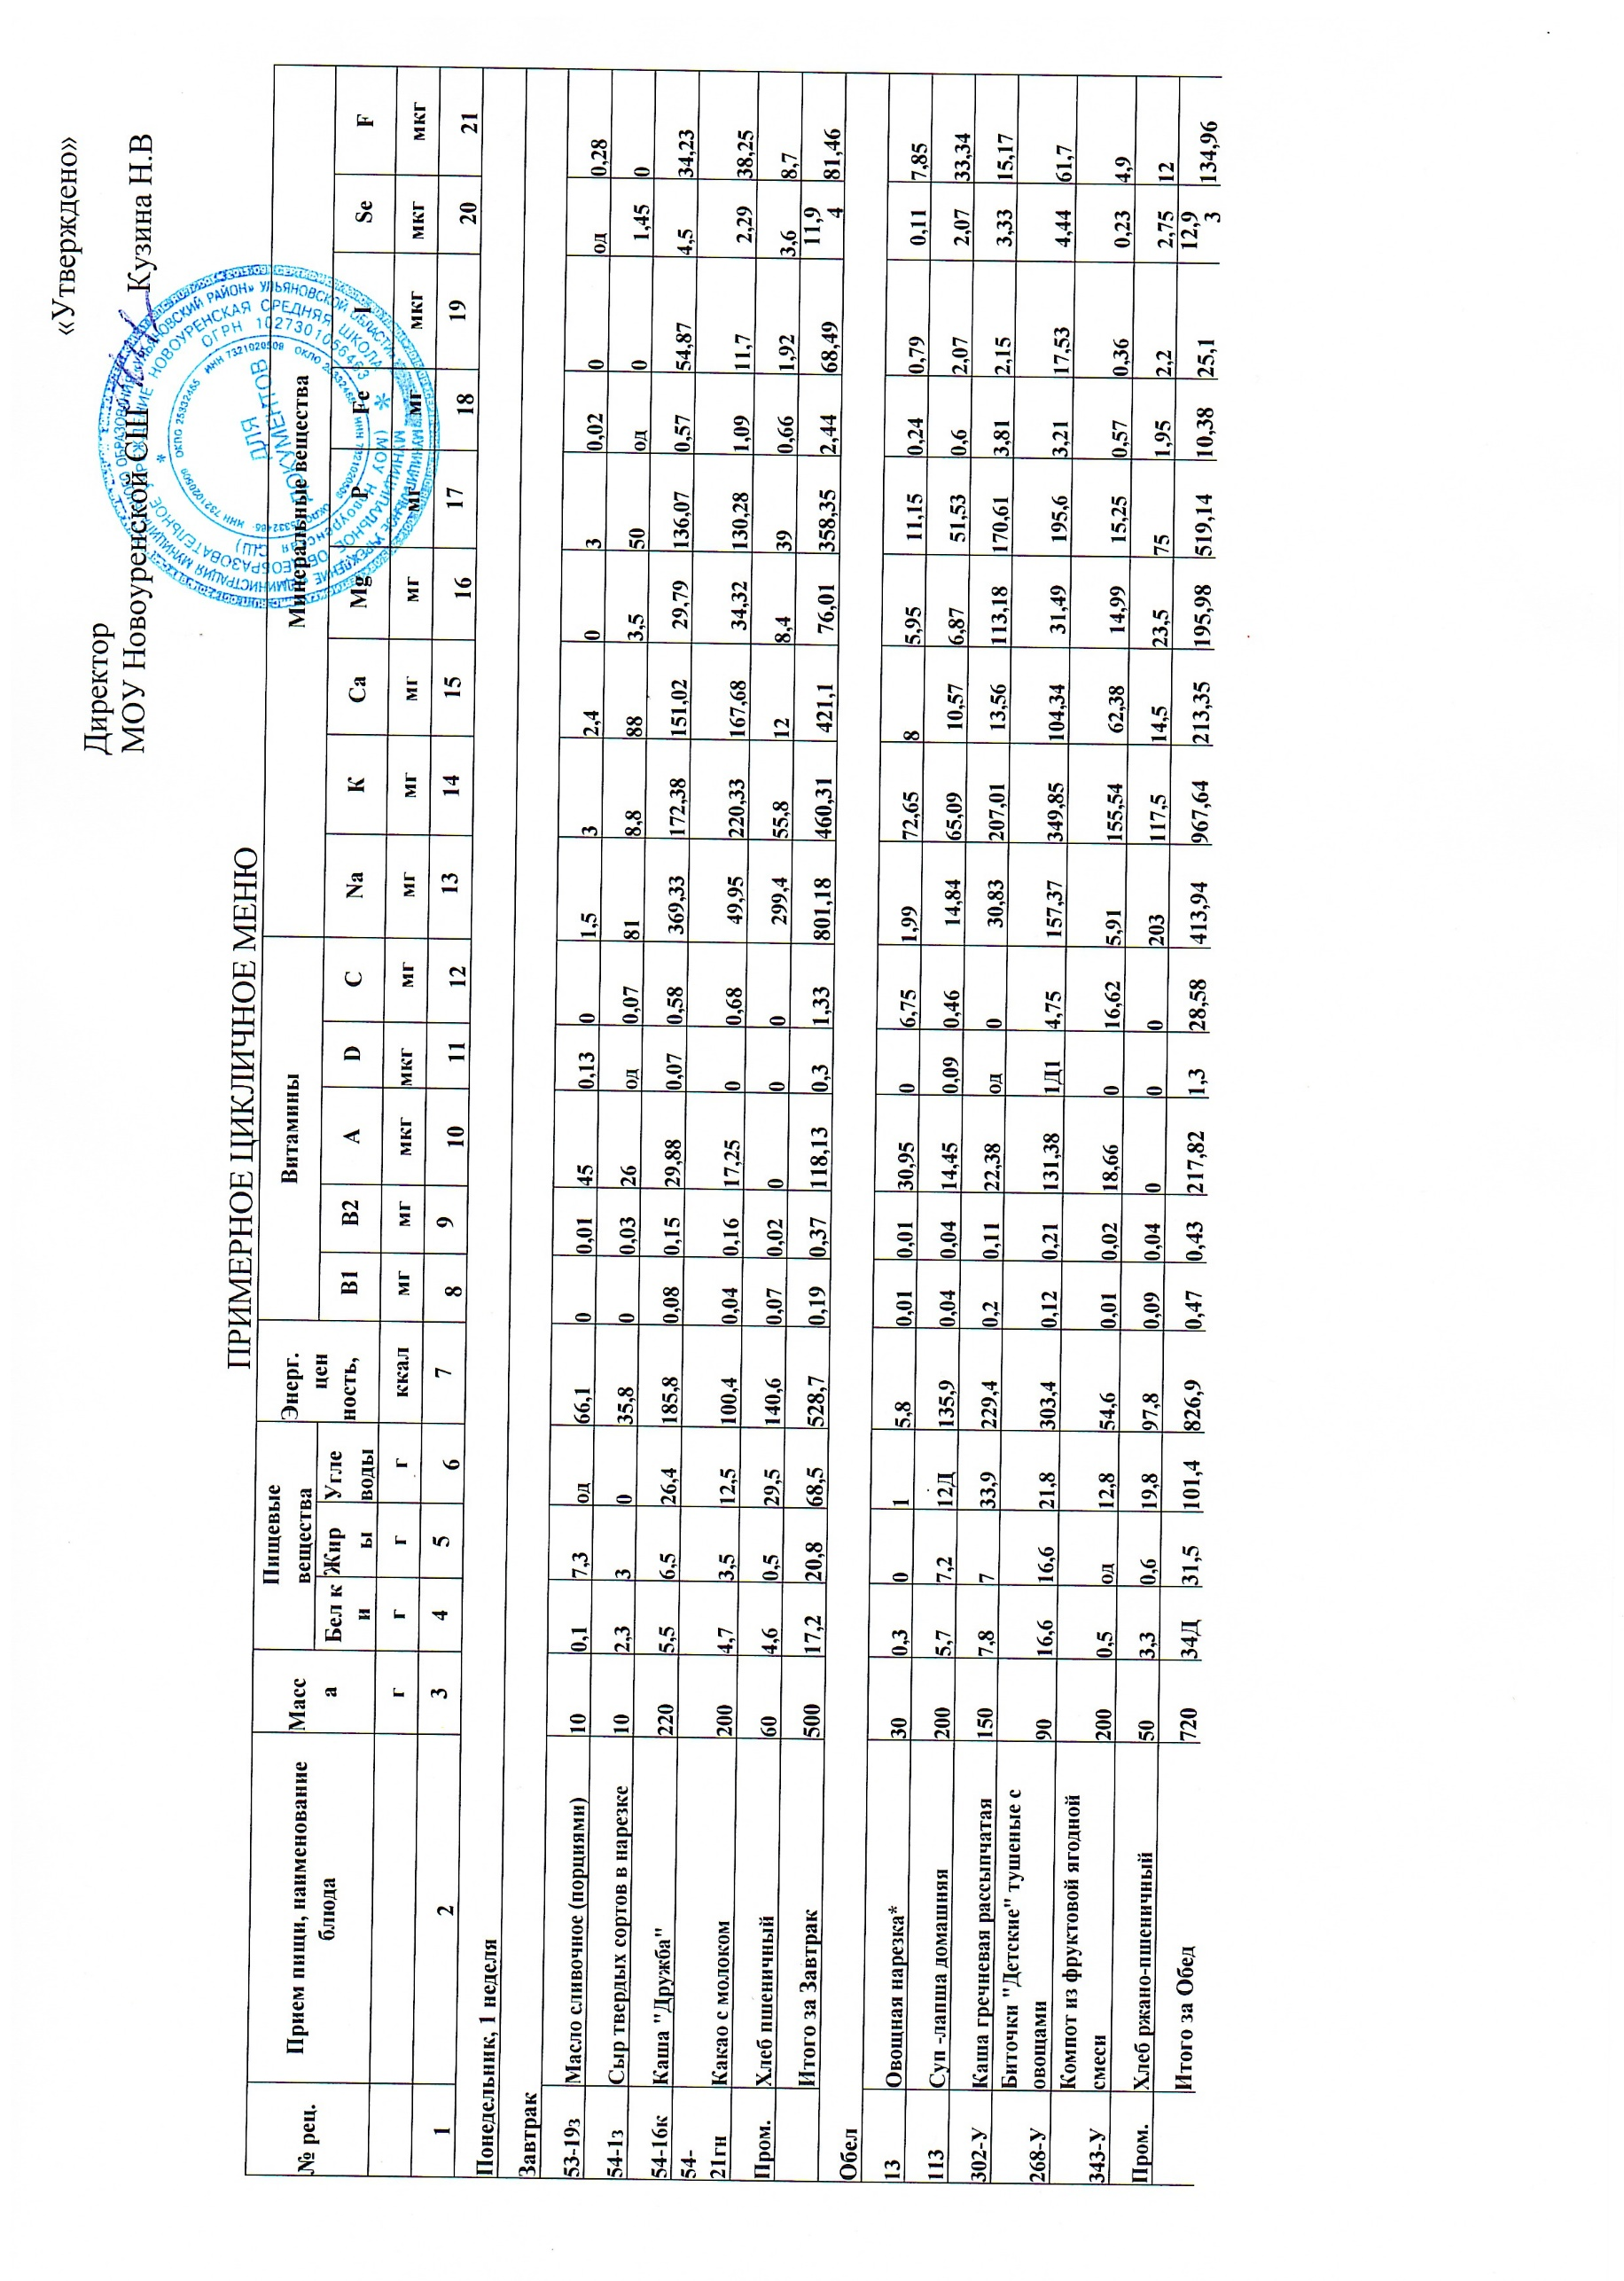 «Утверждено»
Директор
МОУ Новоуренской СШ Кузина Н.В
ПРИМЕРНОЕ ЦИКЛИЧНОЕ МЕНЮ
№ рец. Прием пищи, наименование блюда Масс а Пищевые вещества Энерг. цен ность, Витамины Минеральные вещества
Бел к и Жир ы Угле воды B1 B2 A D C Na K Ca Mg P Fe I Se F
г г г г ккал мг мг мкг мкг мг мг мг мг мг мг мг мкг мкг мкг
1 2 3 4 5 6 7 8 9 10 11 12 13 14 15 16 17 18 19 20 21
Понедельник, 1 неделя
Завтрак
53-19з Масло сливочное (порциями) 10 0,1 7,3 од 66,1 0 0,01 45 0,13 0 1,5 3 2,4 0 3 0,02 0 од 0,28
54-1з Сыр твердых сортов в нарезке 10 2,3 3 0 35,8 0 0,03 26 од 0,07 81 8,8 88 3,5 50 од 0 1,45 0
54-16к Каша "Дружба" 220 5,5 6,5 26,4 185,8 0,08 0,15 29,88 0,07 0,58 369,33 172,38 151,02 29,79 136,07 0,57 54,87 4,5 34,23
54-21гн Какао с молоком 200 4,7 3,5 12,5 100,4 0,04 0,16 17,25 0 0,68 49,95 220,33 167,68 34,32 130,28 1,09 11,7 2,29 38,25
Пром. Хлеб пшеничный 60 4,6 0,5 29,5 140,6 0,07 0,02 0 0 0 299,4 55,8 12 8,4 39 0,66 1,92 3,6 8,7
Итого за Завтрак 500 17,2 20,8 68,5 528,7 0,19 0,37 118,13 0,3 1,33 801,18 460,31 421,1 76,01 358,35 2,44 68,49 11,9 4 81,46
Обел
13 Овощная нарезка* 30 0,3 0 1 5,8 0,01 0,01 30,95 0 6,75 1,99 72,65 8 5,95 11,15 0,24 0,79 0,11 7,85
113 Суп -лапша домашняя 200 5,7 7,2 12Д 135,9 0,04 0,04 14,45 0,09 0,46 14,84 65,09 10,57 6,87 51,53 0,6 2,07 2,07 33,34
302-У Каша гречневая рассыпчатая 150 7,8 7 33,9 229,4 0,2 0,11 22,38 од 0 30,83 207,01 13,56 113,18 170,61 3,81 2,15 3,33 15,17
268-У Биточки "Детские" тушеные с овощами 90 16,6 16,6 21,8 303,4 0,12 0,21 131,38 1Д1 4,75 157,37 349,85 104,34 31,49 195,6 3,21 17,53 4,44 61,7
343-У Компот из фруктовой ягодной смеси 200 0,5 од 12,8 54,6 0,01 0,02 18,66 0 16,62 5,91 155,54 62,38 14,99 15,25 0,57 0,36 0,23 4,9
Пром. Хлеб ржано-пшеничный 50 3,3 0,6 19,8 97,8 0,09 0,04 0 0 0 203 117,5 14,5 23,5 75 1,95 2,2 2,75 12
Итого за Обед 720 34Д 31,5 101,4 826,9 0,47 0,43 217,82 1,3 28,58 413,94 967,64 213,35 195,98 519,14 10,38 25,1 12,9 3 134,96
ДЛЯ
ДОКУМЕНТОВ